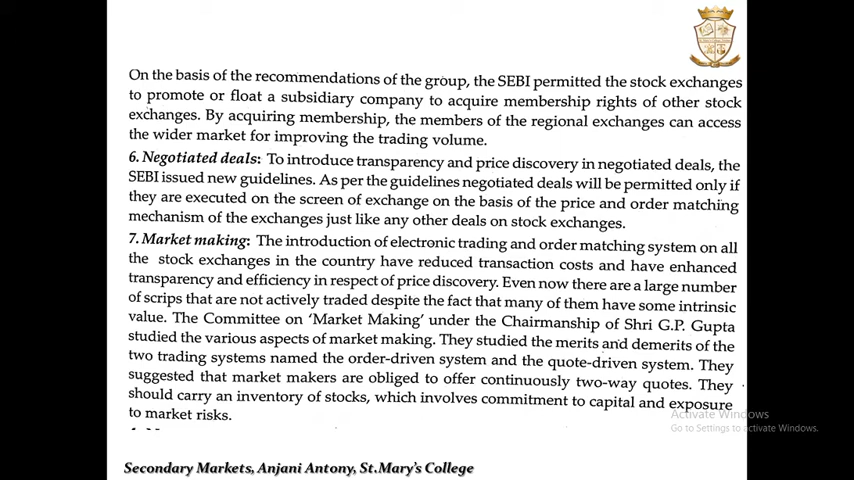 On the basis of the recommendations of the group, the SEBI permitted the stock exchanges
to promote or float a subsidiary company to acquire membership rights of other stock
exchanges. By acquiring membership, the members of the regional exchanges can access
the wider market for improving the trading volume.
6. Negotiated deals: To introduce transparency and price discovery in negotiated deals, the
SEBI issued new guidelines. As per the guidelines negotiated deals will be permitted only if
they are executed on the screen of exchange on the basis of the price and order matching
mechanism of the exchanges just like any other deals on stock exchanges.
7. Market making: The introduction of electronic trading and order matching system on all
the stock exchanges in the country have reduced transaction costs and have enhanced
transparency and efficiency in respect of price discovery. Even now there are a large number
of scrips that are not actively traded despite the fact that many of them have some intrinsic
value. The Committee on 'Market Making' under the Chairmanship of Shri G.P. Gupta
studied the various aspects of market making. They studied the merits and demerits of the
two trading systems named the order-driven system and the quote-driven system. They
suggested that market makers are obliged to offer continuously two-way quotes. They
should carry an inventory of stocks, which involves commitment to capital and exposure
to market risks.
Activate Windows
Go to Settings to activate Windows.
Secondary Markets, Anjani Antony, St.Mary's College